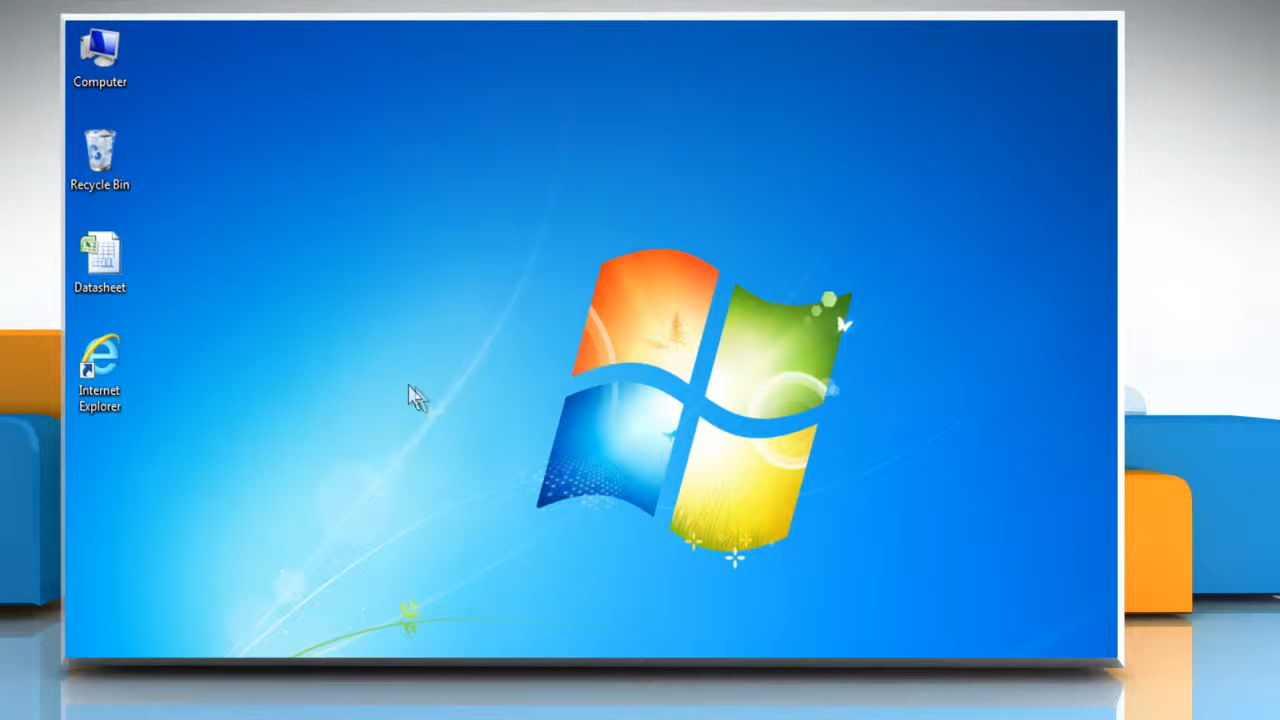 Computer
Recycle Bin
Datasheet
Internet
Explorer